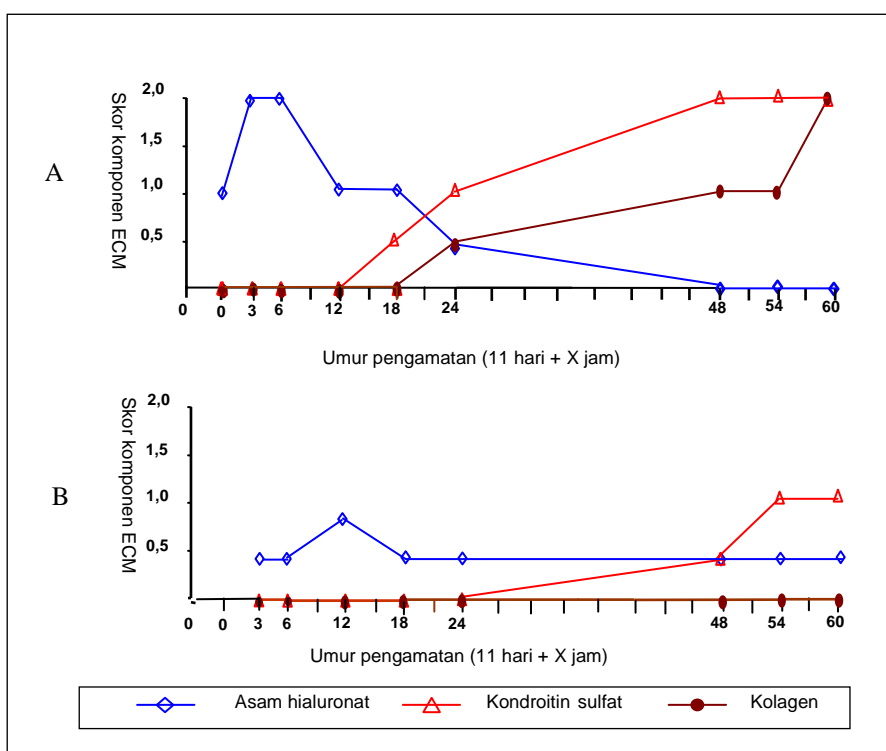 A
Skor komponen ECM
2,0
1,5
1,0
0,5
0 0 3 6 12 18 24 48 54 60
Umur pengamatan (11 hari + X jam)
B
Skor komponen ECM
2,0
1,5
1,0
0,5
0 0 3 6 12 18 24 48 54 60
Umur pengamatan (11 hari + X jam)
Asam hialuronat Kondroitin sulfat Kolagen